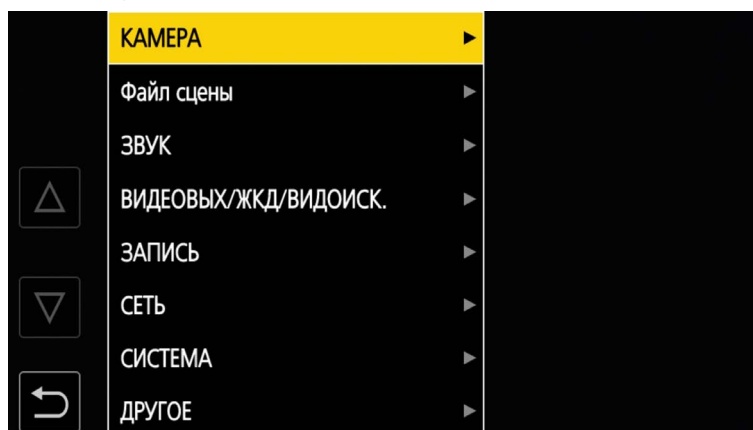 КАМЕРА
Файл сцены
ЗВУК
ВИДЕОВЫХ/ЖКД/ВИДОИСК.
ЗАПИСЬ
СЕТЬ
СИСТЕМА
ДРУГОЕ